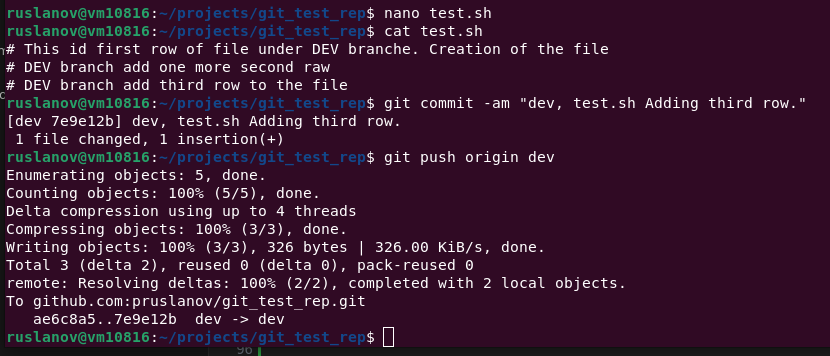 ruslanov@vm10816:~/projects/git_test_rep$ nano test.sh
ruslanov@vm10816:~/projects/git_test_rep$ cat test.sh
# This id first row of file under DEV branche. Creation of the file
# DEV branch add one more second raw
# DEV branch add third row to the file
ruslanov@vm10816:~/projects/git_test_rep$ git commit -am "dev, test.sh Adding third row."
[dev 7e9e12b] dev, test.sh Adding third row.
 1 file changed, 1 insertion(+)
ruslanov@vm10816:~/projects/git_test_rep$ git push origin dev
Enumerating objects: 5, done.
Counting objects: 100% (5/5), done.
Delta compression using up to 4 threads
Compressing objects: 100% (3/3), done.
Writing objects: 100% (3/3), 326 bytes | 326.00 KiB/s, done.
Total 3 (delta 2), reused 0 (delta 0), pack-reused 0
remote: Resolving deltas: 100% (2/2), completed with 2 local objects.
To github.com:pruslanov/git_test_rep.git
   ae6c8a5..7e9e12b  dev -> dev
ruslanov@vm10816:~/projects/git_test_rep$
96